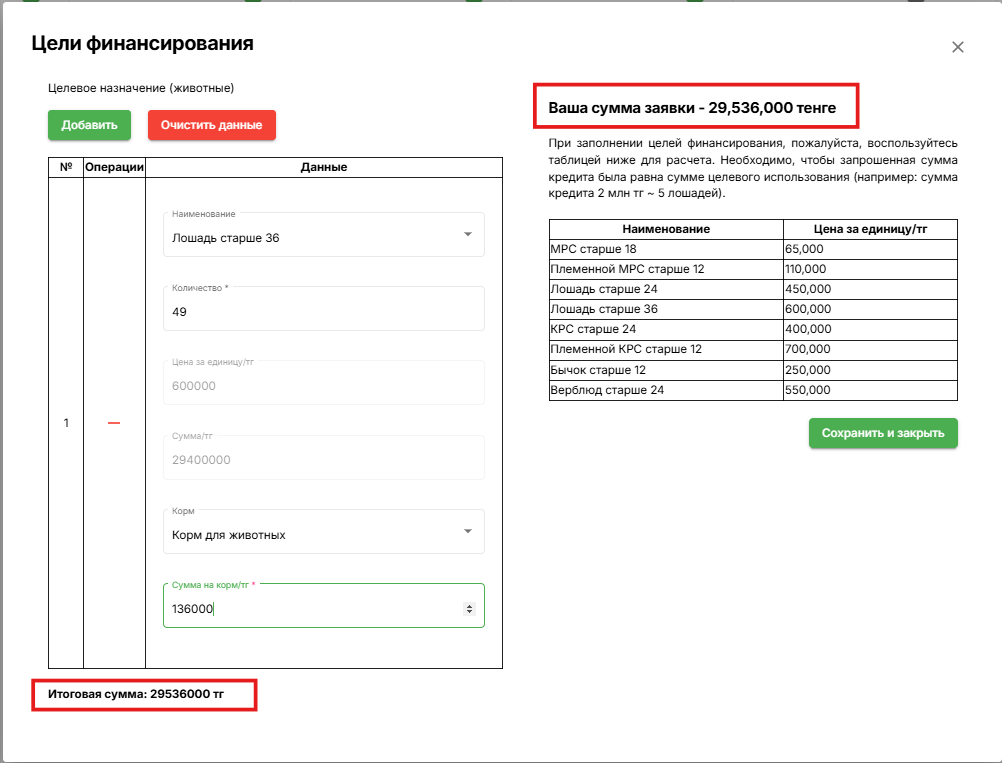 Цели финансирования
Целевое назначение (животные)
Добавить
Очистить данные
№ Операции Данные
1
Наименование
Лошадь старше 36
Количество *
49
Цена за единицу/тг
600000
Сумма/тг
29400000
Корм
Корм для животных
Сумма на корм/тг *
136000
Итоговая сумма: 29536000 тг
Ваша сумма заявки - 29,536,000 тенге
При заполнении целей финансирования, пожалуйста, воспользуйтесь
таблицей ниже для расчета. Необходимо, чтобы запрошенная сумма
кредита была равна сумме целевого использования (например: сумма
кредита 2 млн тг ~ 5 лошадей).
Наименование Цена за единицу/тг
МРС старше 18 65,000
Племенной МРС старше 12 110,000
Лошадь старше 24 450,000
Лошадь старше 36 600,000
КРС старше 24 400,000
Племенной КРС старше 12 700,000
Бычок старше 12 250,000
Верблюд старше 24 550,000
Сохранить и закрыть